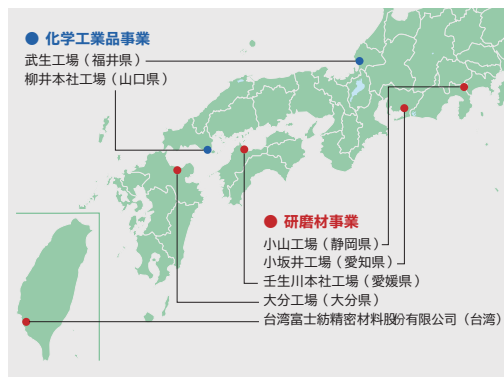 ● 化学工業品事業
武生工場（福井県）
柳井本社工場（山口県）
● 研磨材事業
小山工場（静岡県）
小坂井工場（愛知県）
壬生川本社工場（愛媛県）
大分工場（大分県）
台湾富士紡精密材料股份有限公司（台湾）